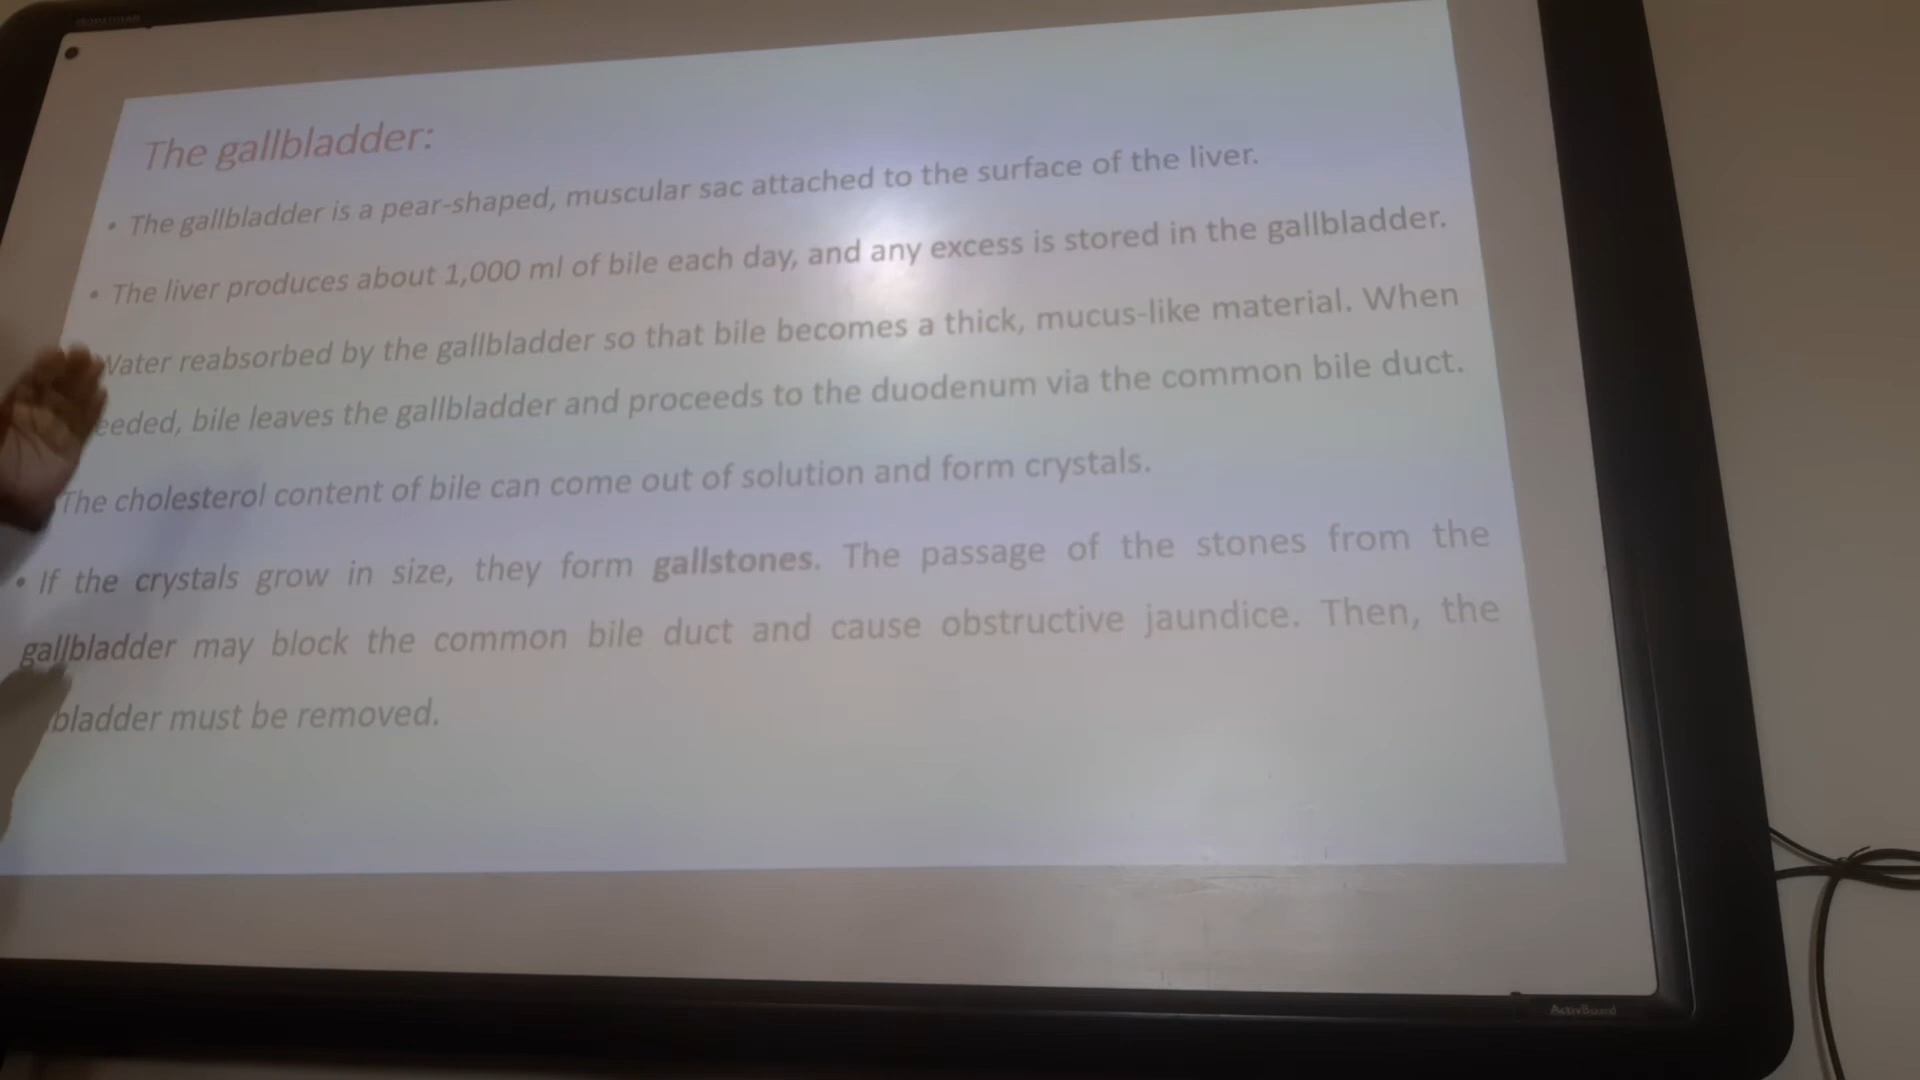 The gallbladder:
• The gallbladder is a pear-shaped, muscular sac attached to the surface of the liver.
• The liver produces about 1,000 ml of bile each day, and any excess is stored in the gallbladder.
Water reabsorbed by the gallbladder so that bile becomes a thick, mucus-like material. When
eeded, bile leaves the gallbladder and proceeds to the duodenum via the common bile duct.
The cholesterol content of bile can come out of solution and form crystals.
• If the crystals grow in size, they form gallstones. The passage of the stones from the
gallbladder may block the common bile duct and cause obstructive jaundice. Then, the
bladder must be removed.
ActivBoard